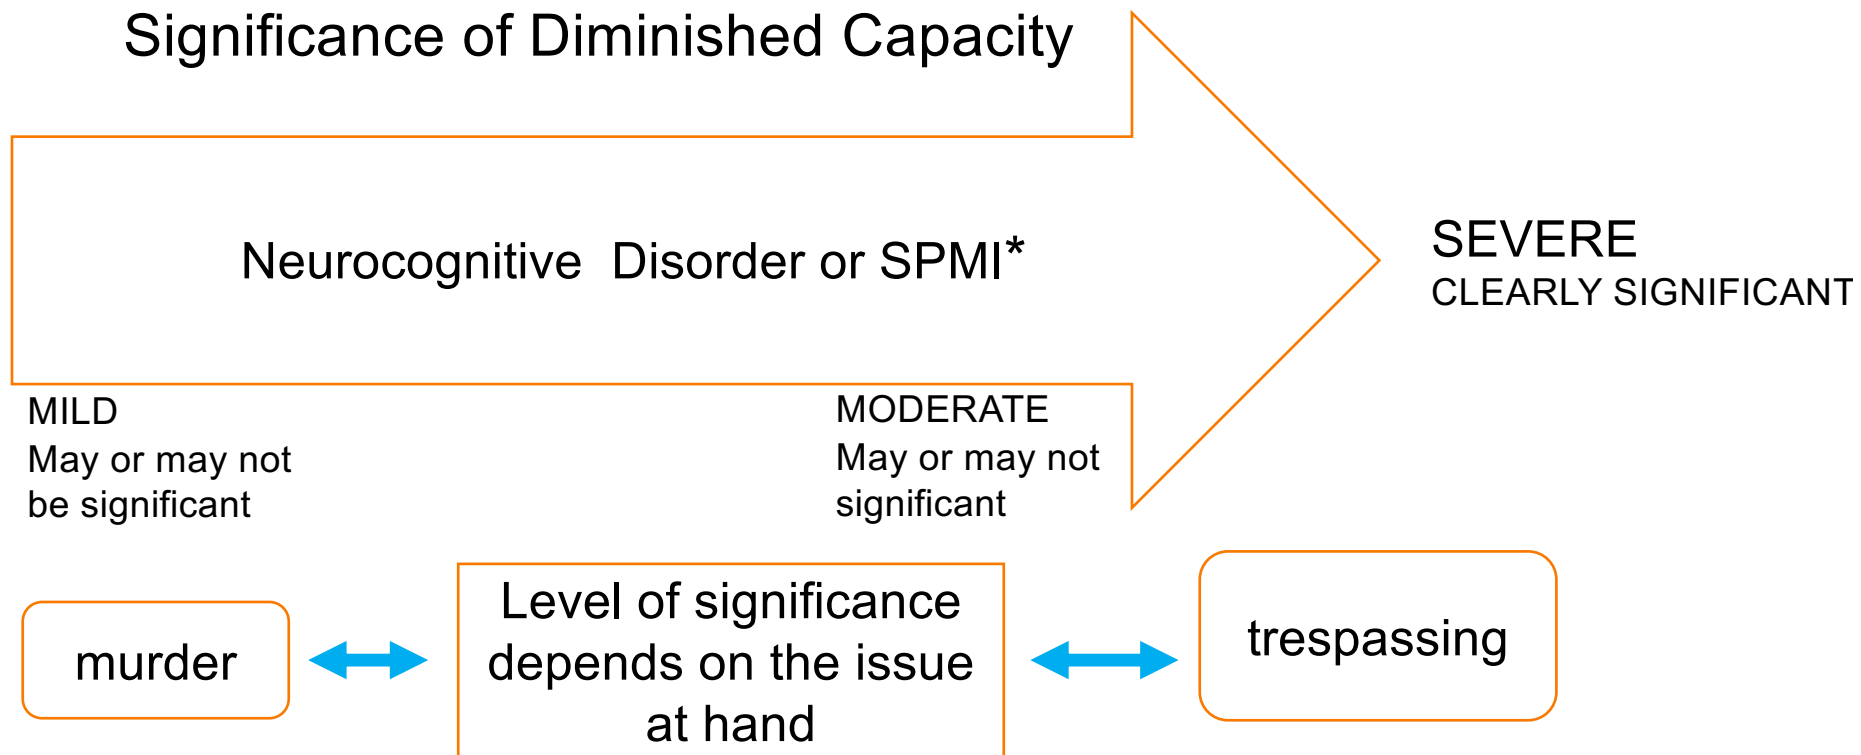 Significance of Diminished Capacity
Neurocognitive Disorder or SPMI*
SEVERE
CLEARLY SIGNIFICANT
MILD
May or may not
be significant
MODERATE
May or may not
significant
murder
Level of significance
depends on the issue
at hand
trespassing